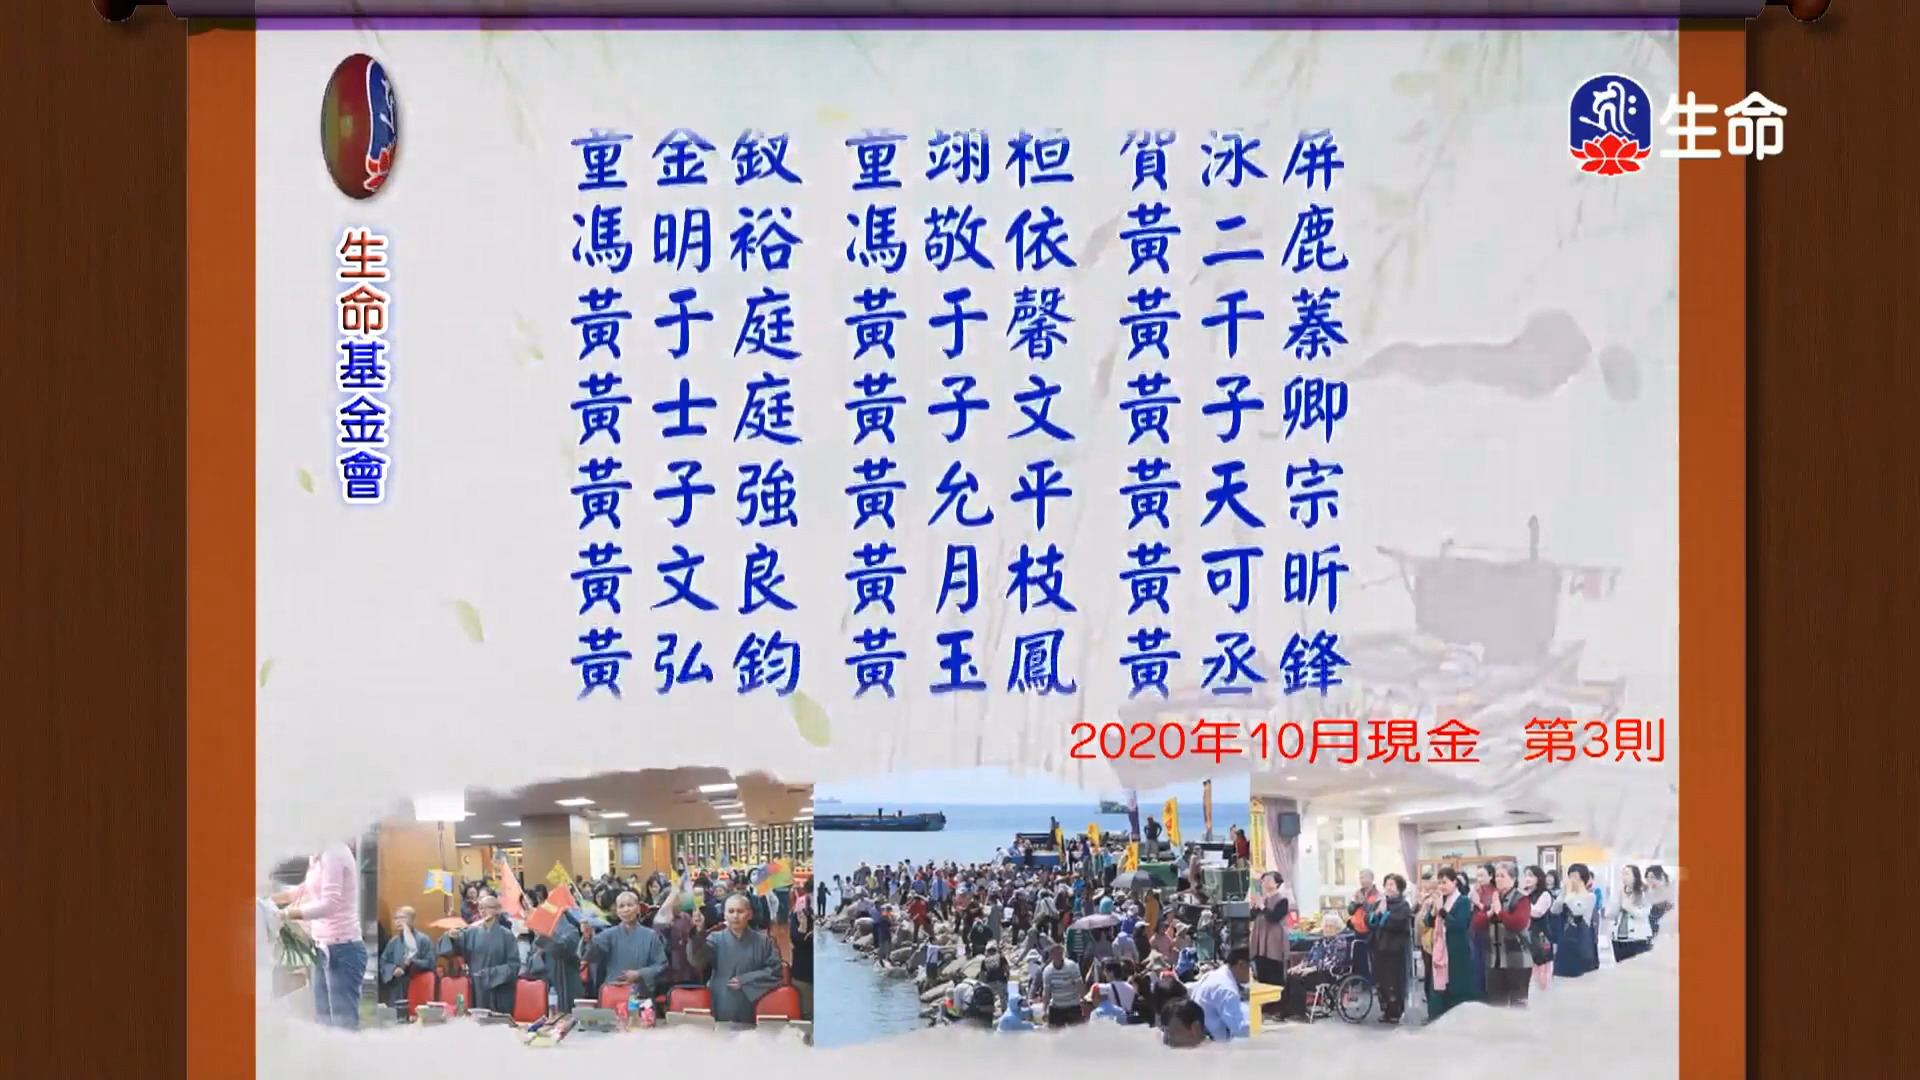 生命
生命基金會
童金釵 童翊桓 賀泳屏
馮明裕 馮敬依 黃二鹿
黃于庭 黃于馨 黃千蓁
黃士庭 黃子文 黃子卿
黃子強 黃允平 黃天宗
黃文良 黃月枝 黃可昕
黃弘鈞 黃玉鳳 黃丞鋒
2020年10月現金 第3則